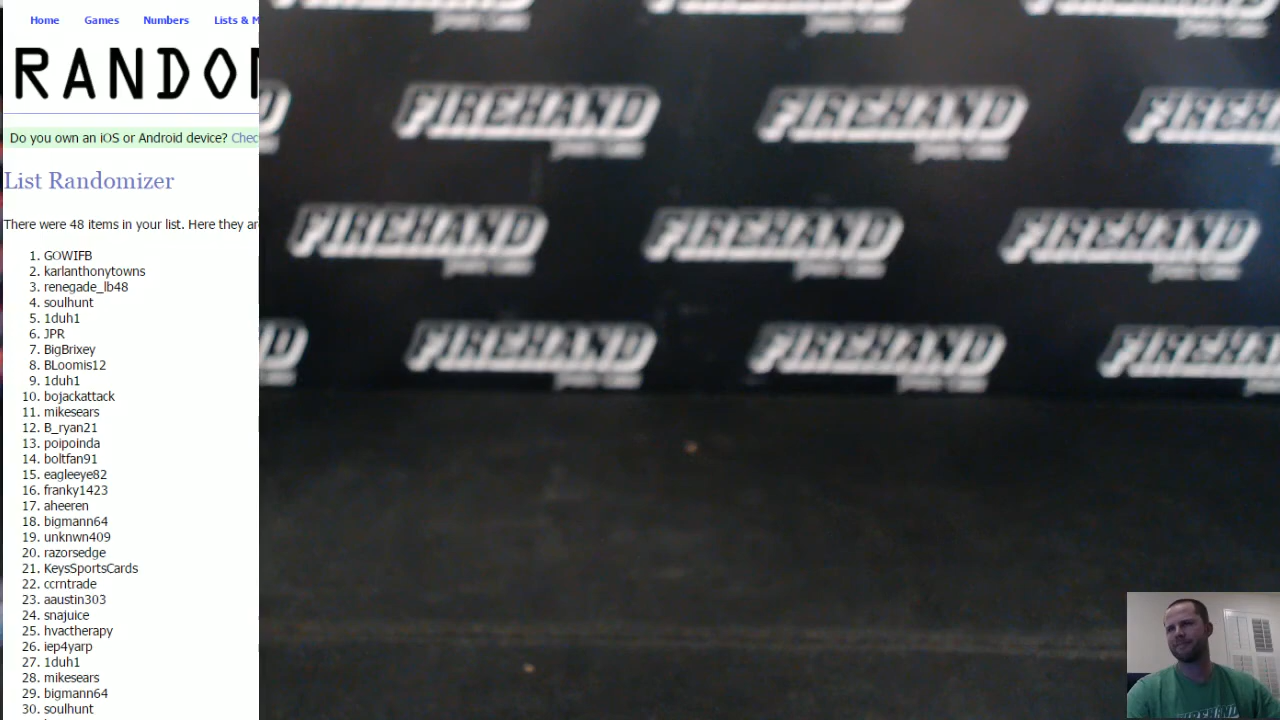 Home Games Numbers Lists & M
RANDO
Do you own an iOS or Android device? Chec
List Randomizer
There were 48 items in your list. Here they ar
1. GOWIFB
2. karlanthonytowns
3. renegade_lb48
4. soulhunt
5. 1duh1
6. JPR
7. BigBrixey
8. BLoomis12
9. 1duh1
10. bojackattack
11. mikesears
12. B_ryan21
13. poipoinda
14. boltfan91
15. eagleeye82
16. franky1423
17. aheeren
18. bigmann64
19. unknwn409
20. razorsedge
21. KeysSportsCards
22. ccrntrade
23. aaustin303
24. snajuice
25. hvactherapy
26. iep4yarp
27. 1duh1
28. mikesears
29. bigmann64
30. soulhunt
FIREHAND FIREHAND FIREHAN
FIREHAND FIREHAND FIREHAND
FIREHAND FIREHAND FIREHA
FIREHAND